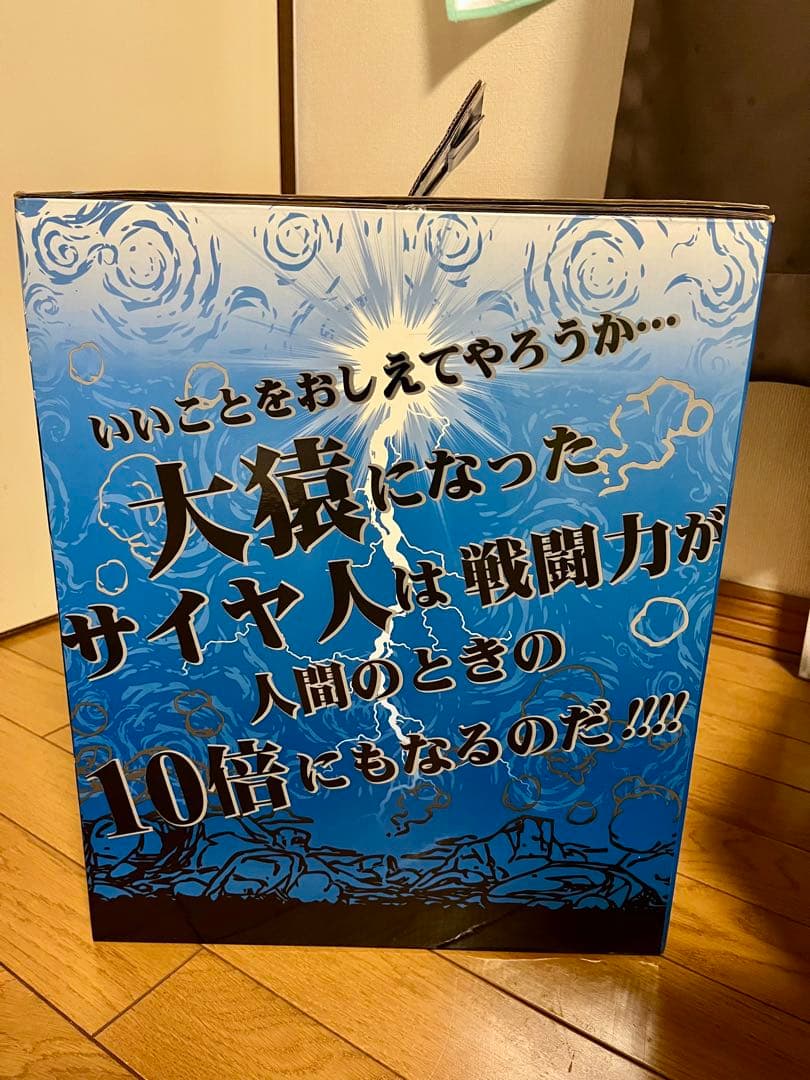 いいことをおしえてやろうか…
大猿になった
サイヤ人は戦闘力が
人間のときの
10倍にもなるのだ!!!!